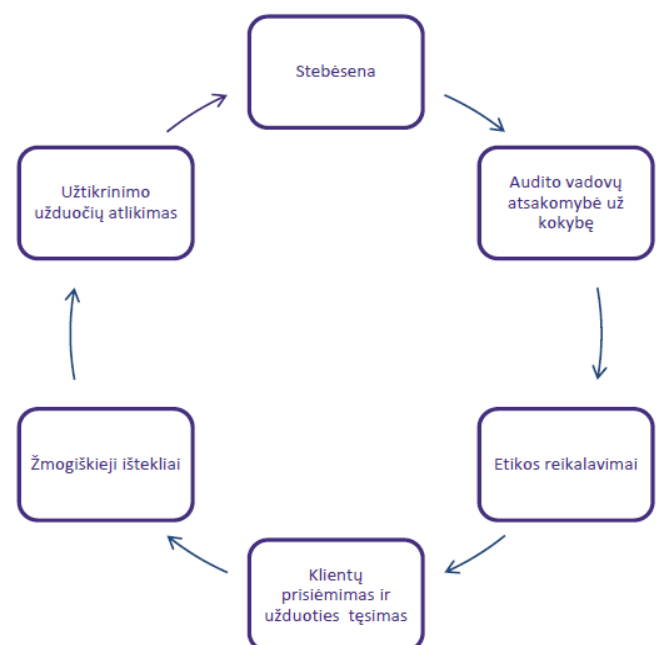 Stebėsena
Audito vadovų
atsakomybė už
kokybę
Etikos reikalavimai
Klientų
prisiėmimas ir
užduoties tęsimas
Žmogiškieji ištekliai
Užtikrinimo
užduočių atlikimas